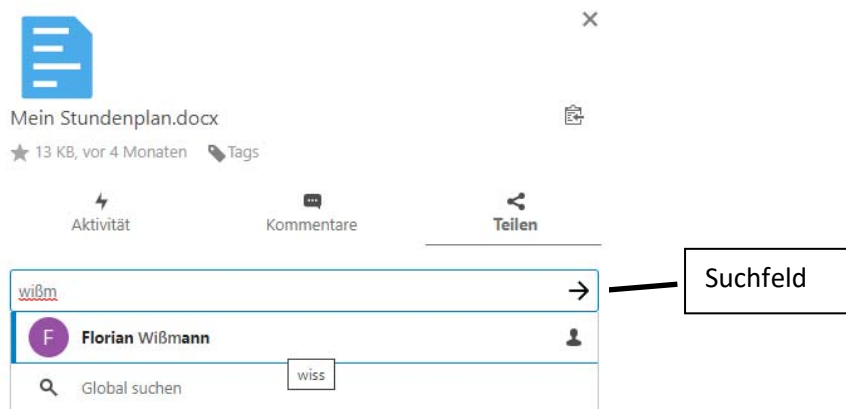 Mein Stundenplan.docx
13 KB, vor 4 Monaten Tags
Aktivität Kommentare Teilen
wißm
Suchfeld
F Florian Wißmann
wiss
Global suchen